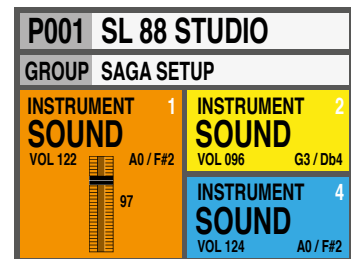 P001 SL 88 STUDIO
GROUP SAGA SETUP
INSTRUMENT 1
SOUND
VOL 122 A0 / F#2
97
INSTRUMENT 2
SOUND
VOL 096 G3 / Db4
INSTRUMENT 4
SOUND
VOL 124 A0 / F#2